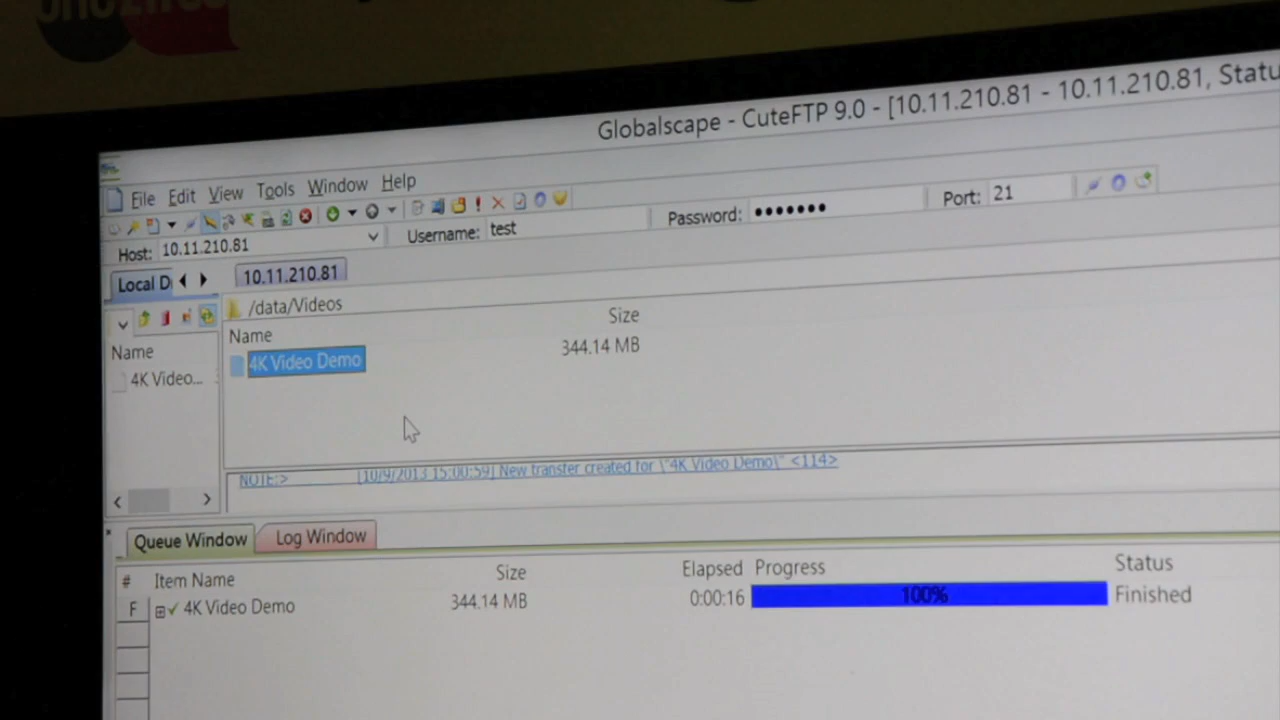 Globalscape - CuteFTP 9.0 - [10.11.210.81 - 10.11.210.81, Statu
File Edit View Tools Window Help
Host: 10.11.210.81 Username: test Password: ●●●●●●● Port: 21
Local D 10.11.210.81
/data/Videos
Name Size
4K Video Demo 344.14 MB
Name
4K Video...
NOTE:> [10/9/2013 15:00:59] New transfer created for \"4K Video Demo\" <114>
Queue Window Log Window
# Item Name Size Elapsed Progress Status
F 4K Video Demo 344.14 MB 0:00:16 100% Finished